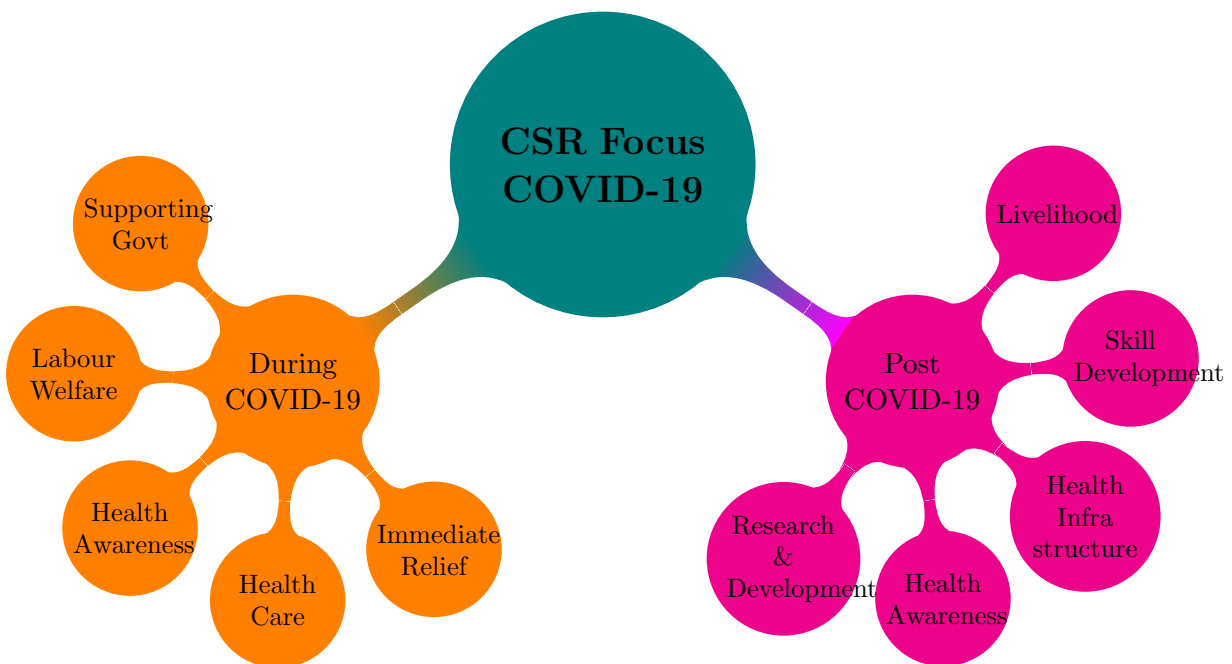 CSR Focus
COVID-19
During
COVID-19
Supporting
Govt
Labour
Welfare
Health
Awareness
Health
Care
Immediate
Relief
Post
COVID-19
Livelihood
Skill
Development
Health
Infra
structure
Health
Awareness
Research
&
Development